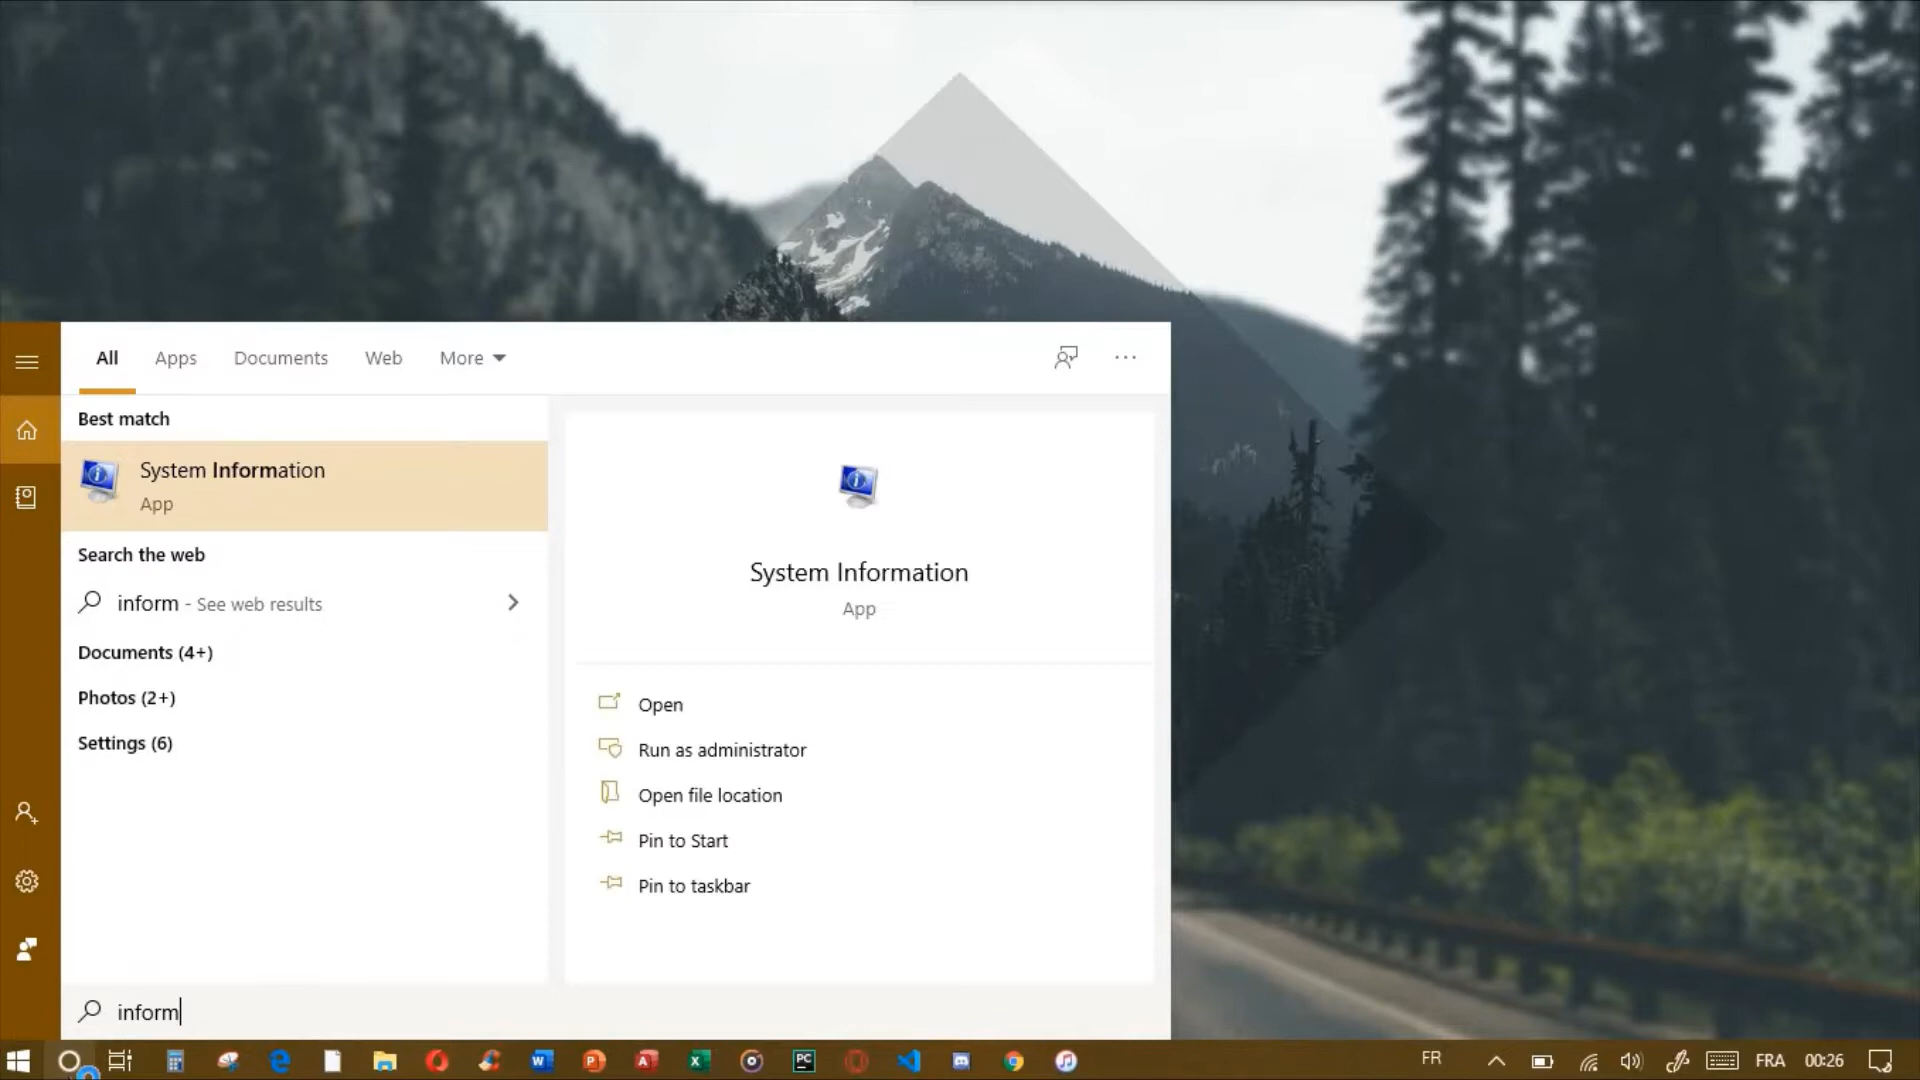 All
Apps
Documents
Web
More
Best match
System Information
App
Search the web
inform - See web results
Documents (4+)
Photos (2+)
Settings (6)
System Information
App
Open
Run as administrator
Open file location
Pin to Start
Pin to taskbar
inform
W
P
A
X
PC
FR
FRA
00:26